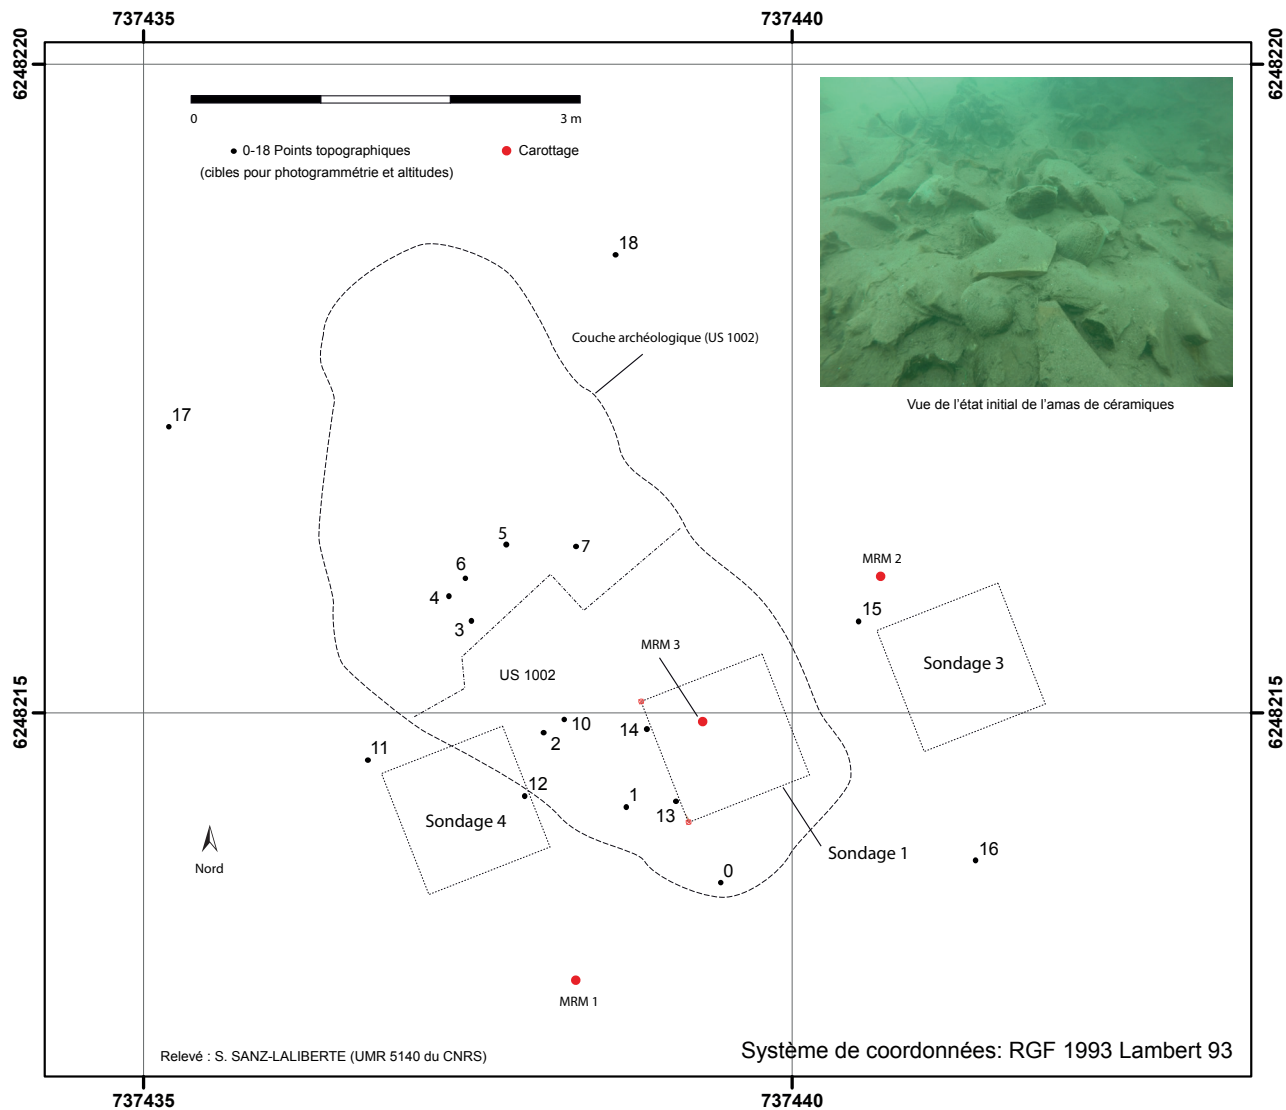 737435
737440
6248220
6248220
0
3 m
0-18 Points topographiques
Carottage
(cibles pour photogrammétrie et altitudes)
18
Couche archéologique (US 1002)
Vue de l'état initial de l'amas de céramiques
17
5
7
6
4
3
MRM 2
15
Sondage 3
MRM 3
US 1002
6248215
6248215
10
14
2
11
12
1
13
Sondage 4
Sondage 1
16
0
Nord
MRM 1
Relevé : S. SANZ-LALIBERTE (UMR 5140 du CNRS)
Système de coordonnées: RGF 1993 Lambert 93
737435
737440